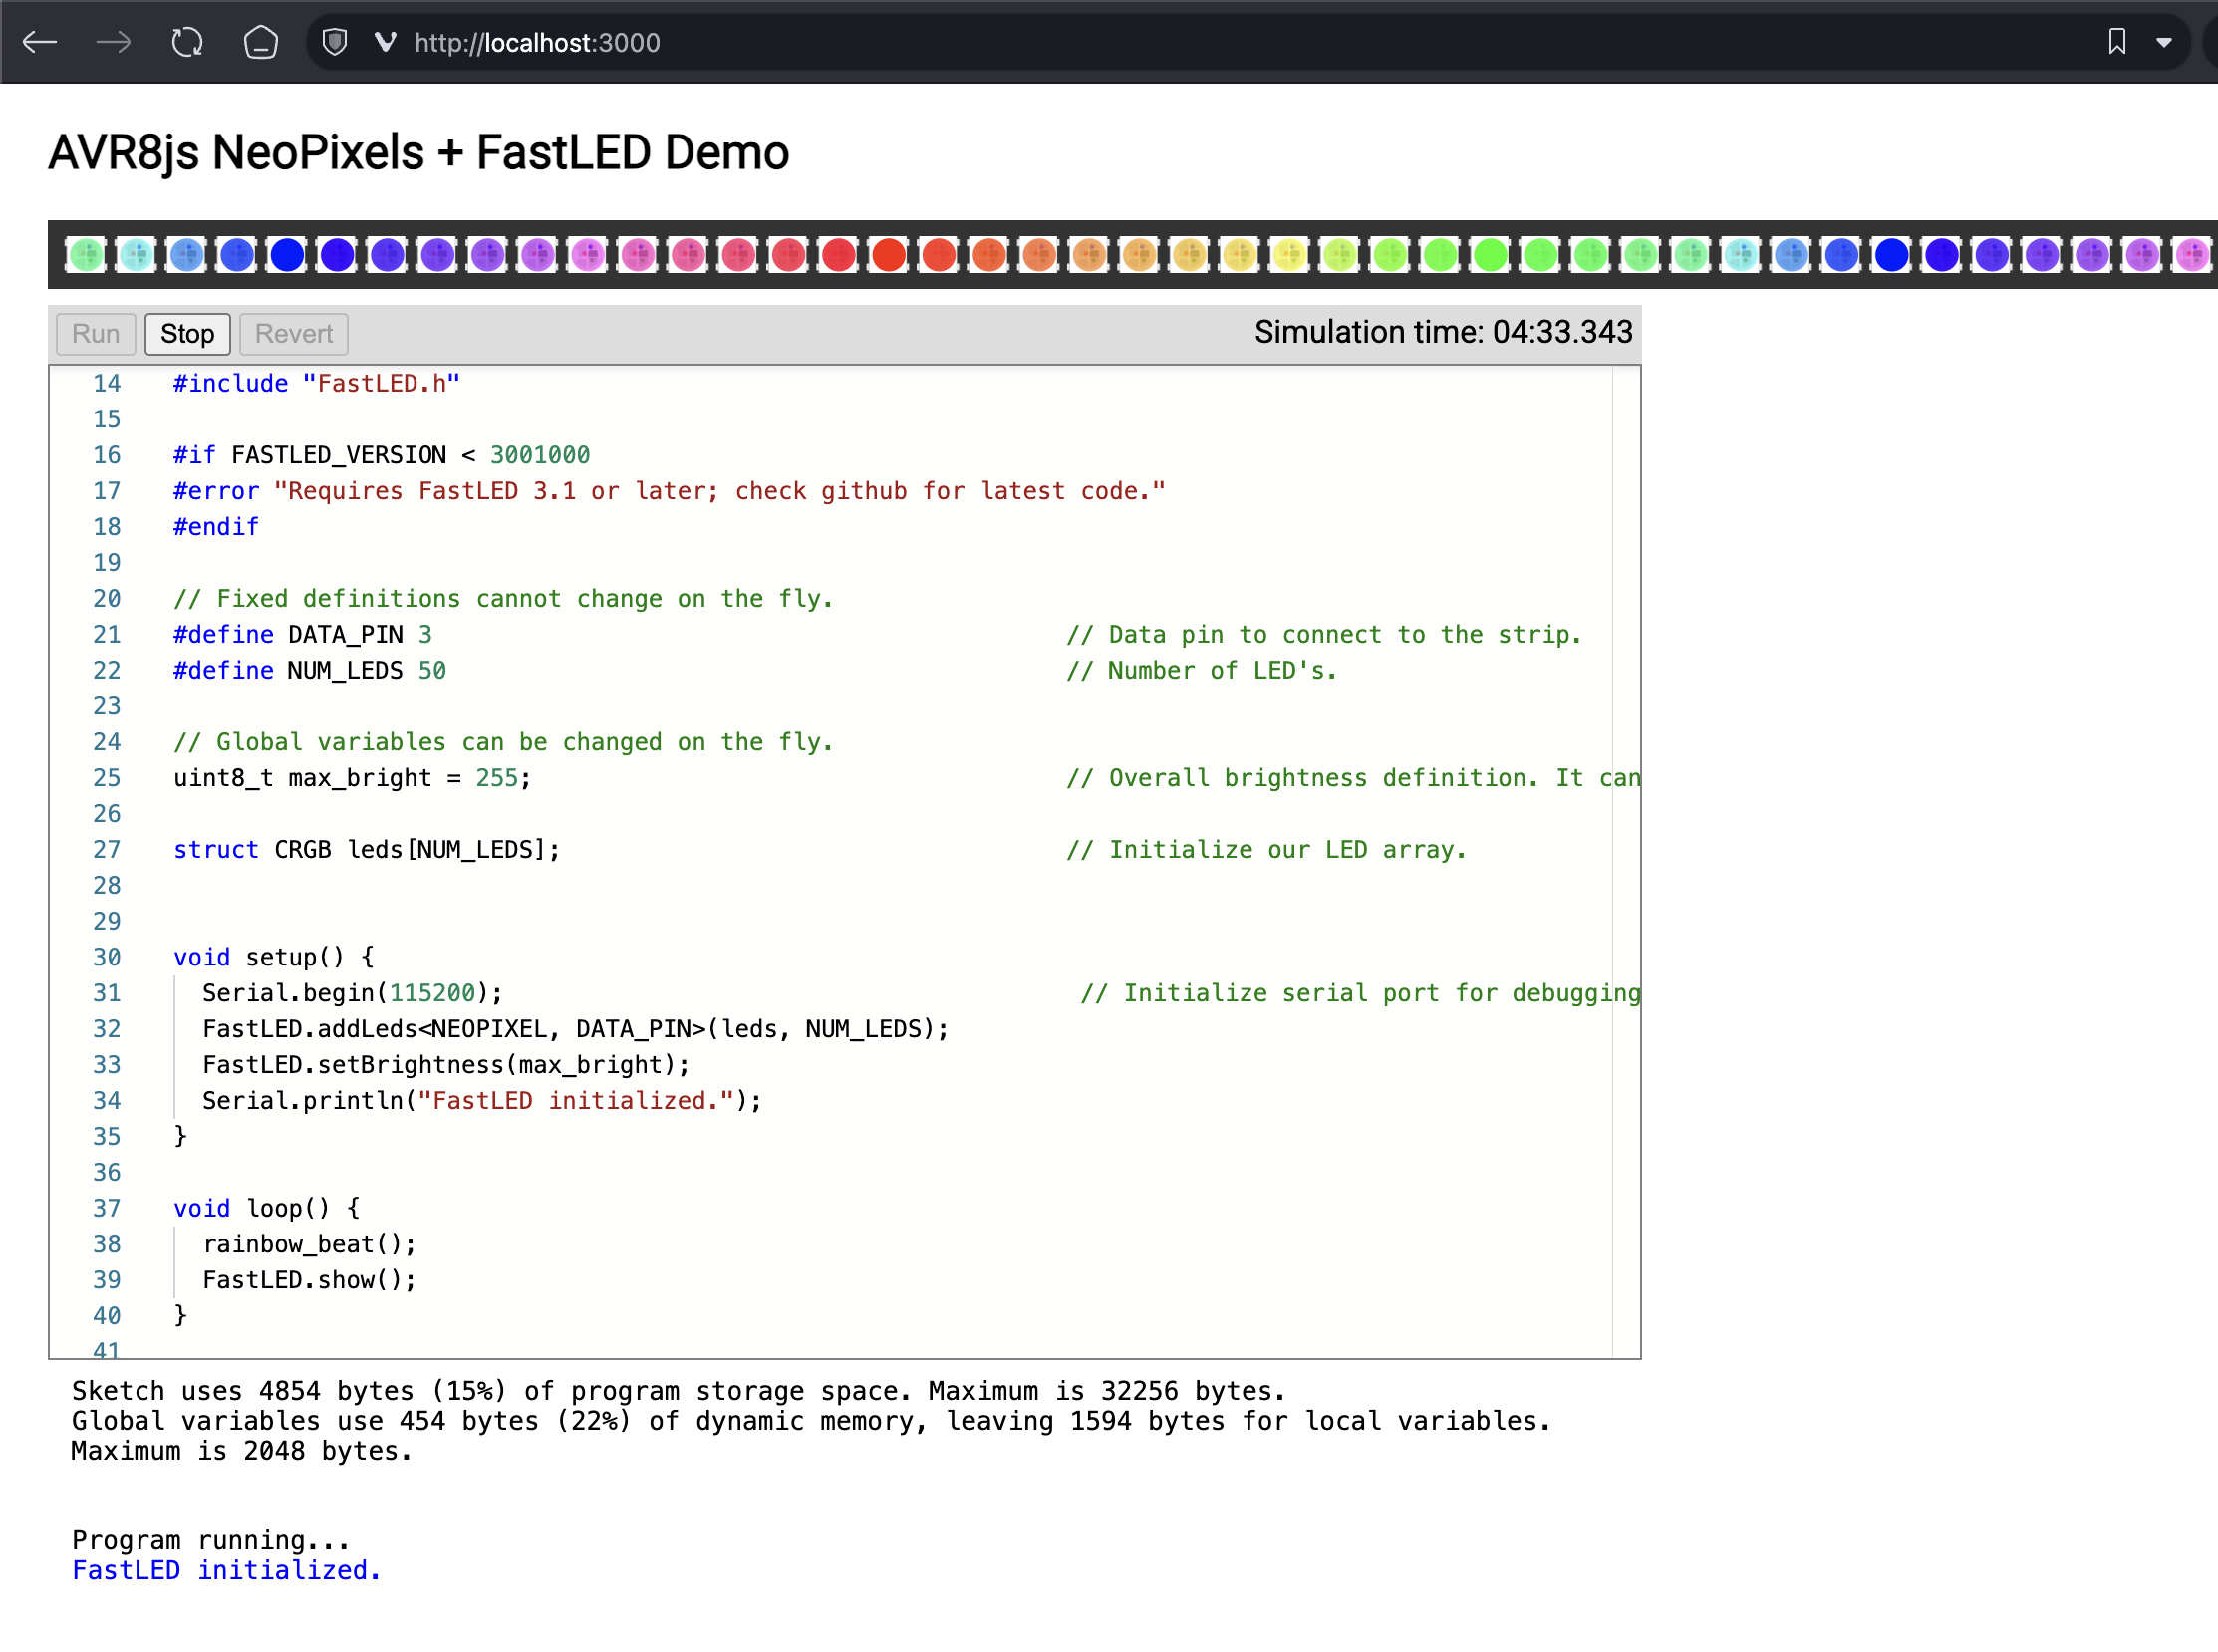 http://localhost:3000
AVR8js NeoPixels + FastLED Demo
Run Stop Revert Simulation time: 04:33.343
14 #include "FastLED.h"
15
16 #if FASTLED_VERSION < 3001000
17 #error "Requires FastLED 3.1 or later; check github for latest code."
18 #endif
19
20 // Fixed definitions cannot change on the fly.
21 #define DATA_PIN 3 // Data pin to connect to the strip.
22 #define NUM_LEDS 50 // Number of LED's.
23
24 // Global variables can be changed on the fly.
25 uint8_t max_bright = 255; // Overall brightness definition. It can
26
27 struct CRGB leds[NUM_LEDS]; // Initialize our LED array.
28
29
30 void setup() {
31 Serial.begin(115200); // Initialize serial port for debugging
32 FastLED.addLeds<NEOPIXEL, DATA_PIN>(leds, NUM_LEDS);
33 FastLED.setBrightness(max_bright);
34 Serial.println("FastLED initialized.");
35 }
36
37 void loop() {
38 rainbow_beat();
39 FastLED.show();
40 }
41
Sketch uses 4854 bytes (15%) of program storage space. Maximum is 32256 bytes.
Global variables use 454 bytes (22%) of dynamic memory, leaving 1594 bytes for local variables.
Maximum is 2048 bytes.
Program running...
FastLED initialized.